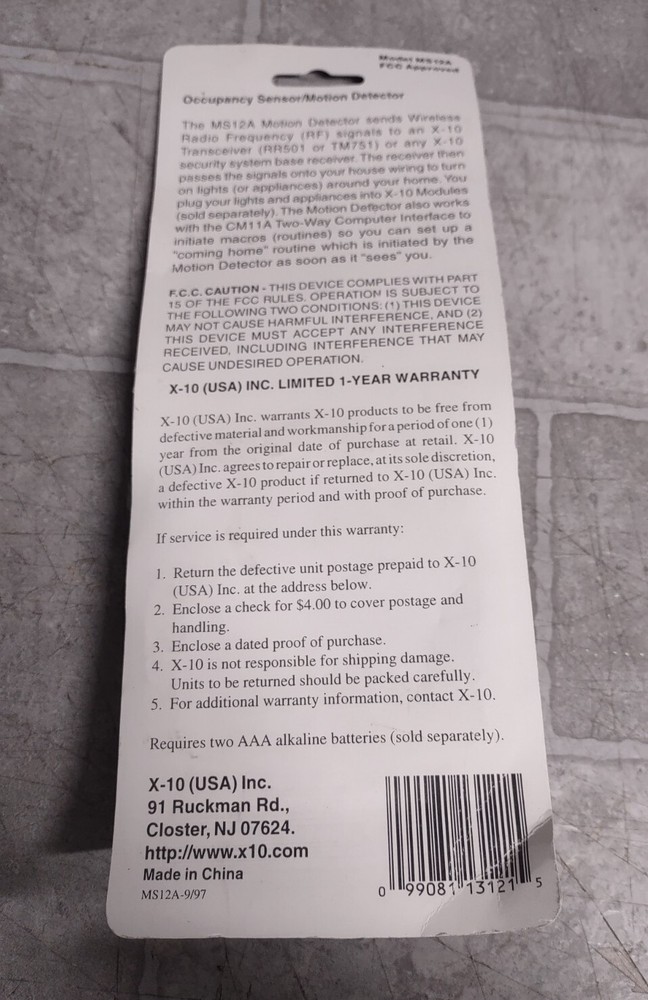 Model MS12A
FCC Approved
Occupancy Sensor/Motion Detector
The MS12A Motion Detector sends Wireless
Radio Frequency (RF) signals to an X-10
Transceiver (RR501 or TM751) or any X-10
security system base receiver. The receiver then
passes the signals onto your house wiring to turn
on lights (or appliances) around your home. You
plug your lights and appliances into X-10 Modules
(sold separately). The Motion Detector also works
with the CM11A Two-Way Computer Interface to
initiate macros (routines) so you can set up a
"coming home" routine which is initiated by the
Motion Detector as soon as it "sees" you.
F.C.C. CAUTION - THIS DEVICE COMPLIES WITH PART
15 OF THE FCC RULES. OPERATION IS SUBJECT TO
THE FOLLOWING TWO CONDITIONS: (1) THIS DEVICE
MAY NOT CAUSE HARMFUL INTERFERENCE, AND (2)
THIS DEVICE MUST ACCEPT ANY INTERFERENCE
RECEIVED, INCLUDING INTERFERENCE THAT MAY
CAUSE UNDESIRED OPERATION.
X-10 (USA) INC. LIMITED 1-YEAR WARRANTY
X-10 (USA) Inc. warrants X-10 products to be free from
defective material and workmanship for a period of one (1)
year from the original date of purchase at retail. X-10
(USA) Inc. agrees to repair or replace, at its sole discretion,
a defective X-10 product if returned to X-10 (USA) Inc.
within the warranty period and with proof of purchase.
If service is required under this warranty:
1. Return the defective unit postage prepaid to X-10
(USA) Inc. at the address below.
2. Enclose a check for $4.00 to cover postage and
handling.
3. Enclose a dated proof of purchase.
4. X-10 is not responsible for shipping damage.
Units to be returned should be packed carefully.
5. For additional warranty information, contact X-10.
Requires two AAA alkaline batteries (sold separately).
X-10 (USA) Inc.
91 Ruckman Rd.,
Closter, NJ 07624.
http://www.x10.com
Made in China
MS12A-9/97
0 99081 13121 5